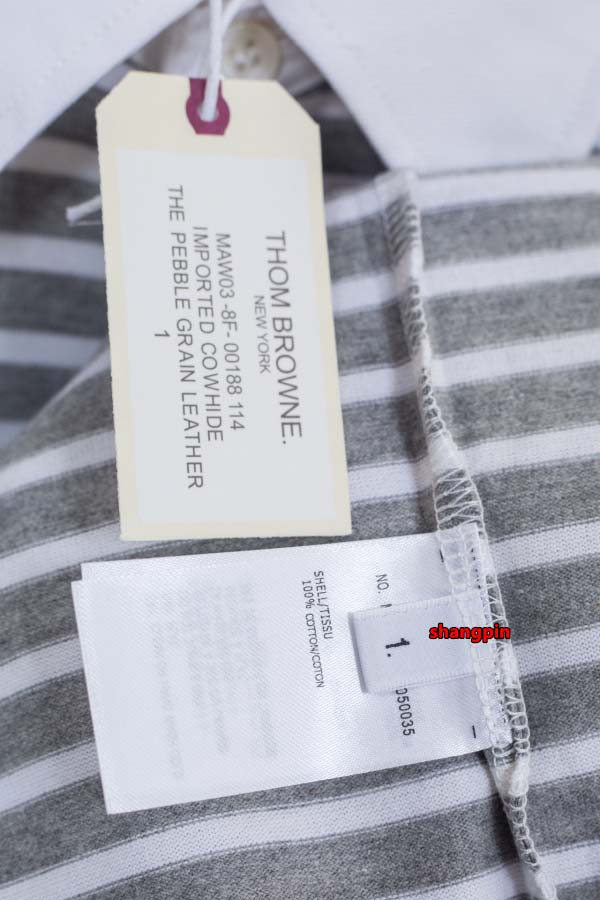 THOM BROWNE.
NEW YORK
MAW03 -8F- 00188 114
IMPORTED COWHIDE
THE PEBBLE GRAIN LEATHER
1
NO.
050035
SHELL/TISSU
100% COTTON/COTON
1.
shangpin